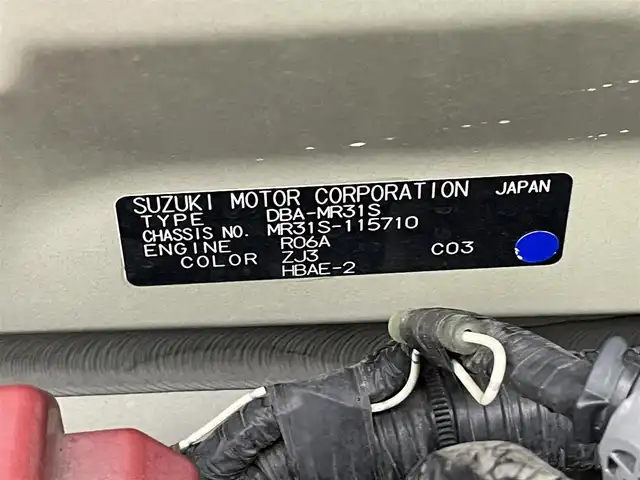 SUZUKI MOTOR CORPORATION JAPAN
TYPE DBA-MR31S
CHASSIS NO. MR31S-115710
ENGINE R06A
COLOR ZJ3 C03
HBAE-2